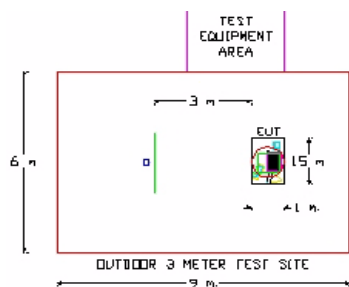 TEST
EQUIPMENT
AREA
3 m
EUT
6 m
1.5 m
1 m
OUTDOOR 3 METER TEST SITE
9 m